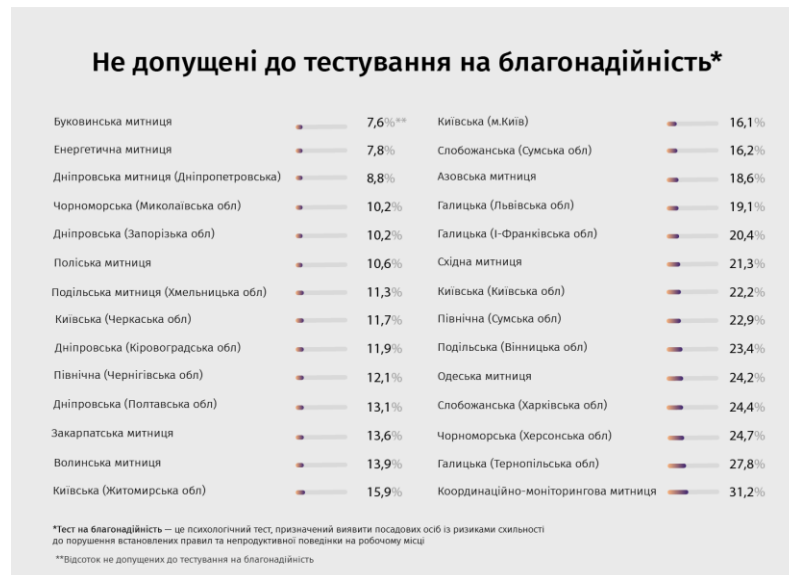 Не допущені до тестування на благонадійність*
Буковинська митниця 7,6%**
Енергетична митниця 7,8%
Дніпровська митниця (Дніпропетровська) 8,8%
Чорноморська (Миколаївська обл) 10,2%
Дніпровська (Запорізька обл) 10,2%
Поліська митниця 10,6%
Подільська митниця (Хмельницька обл) 11,3%
Київська (Черкаська обл) 11,7%
Дніпровська (Кіровоградська обл) 11,9%
Північна (Чернігівська обл) 12,1%
Дніпровська (Полтавська обл) 13,1%
Закарпатська митниця 13,6%
Волинська митниця 13,9%
Київська (Житомирська обл) 15,9%
Київська (м.Київ) 16,1%
Слобожанська (Сумська обл) 16,2%
Азовська митниця 18,6%
Галицька (Львівська обл) 19,1%
Галицька (І-Франківська обл) 20,4%
Східна митниця 21,3%
Київська (Київська обл) 22,2%
Північна (Сумська обл) 22,9%
Подільська (Вінницька обл) 23,4%
Одеська митниця 24,2%
Слобожанська (Харківська обл) 24,4%
Чорноморська (Херсонська обл) 24,7%
Галицька (Тернопільська обл) 27,8%
Координаційно-моніторингова митниця 31,2%
*Тест на благонадійність — це психологічний тест, призначений виявити посадових осіб із ризиками схильності
до порушення встановлених правил та непродуктивної поведінки на робочому місці
**Відсоток не допущених до тестування на благонадійність